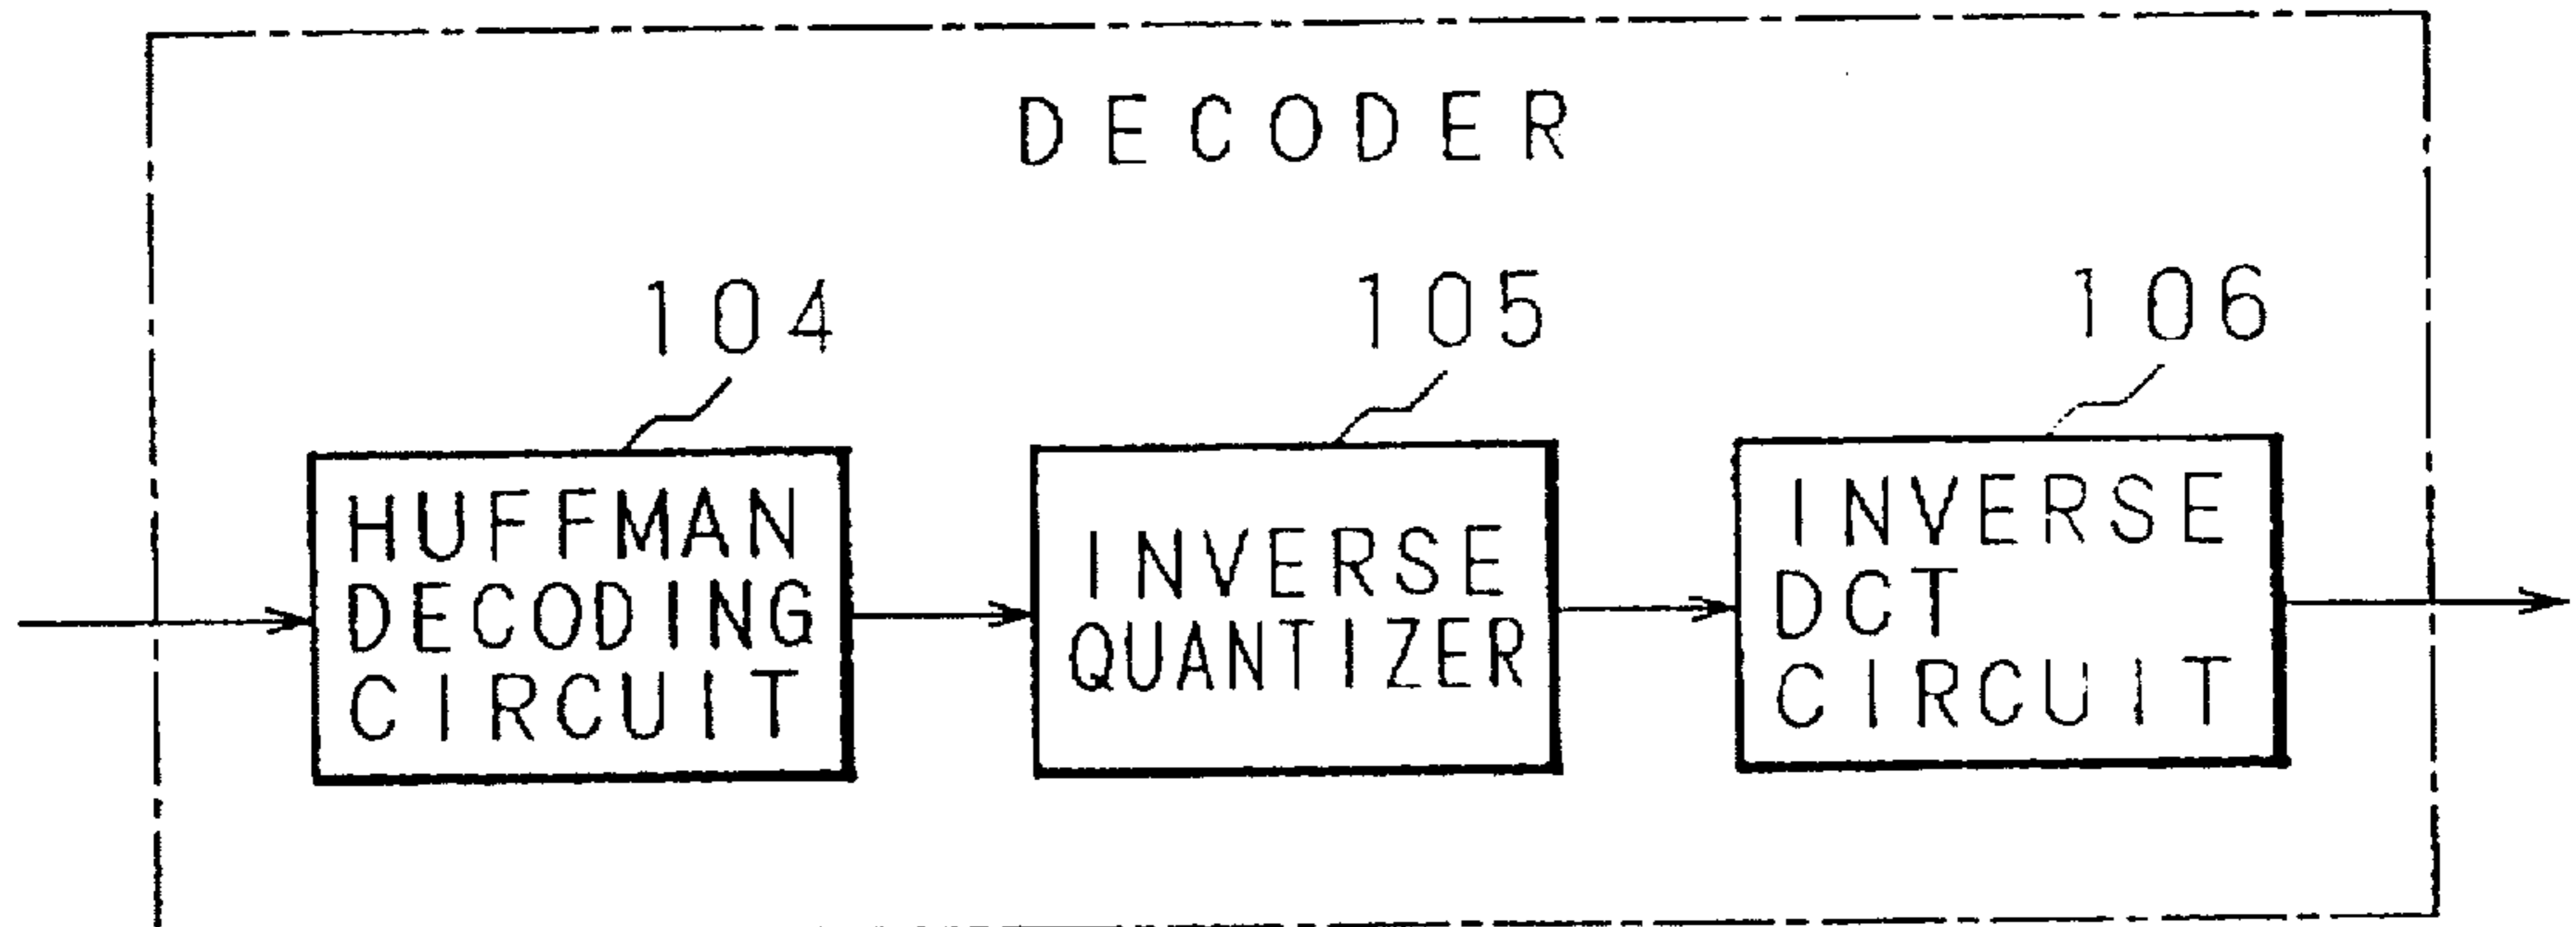 DECODER
104
105
106
HUFFMAN
DECODING
CIRCUIT
INVERSE
QUANTIZER
INVERSE
DCT
CIRCUIT